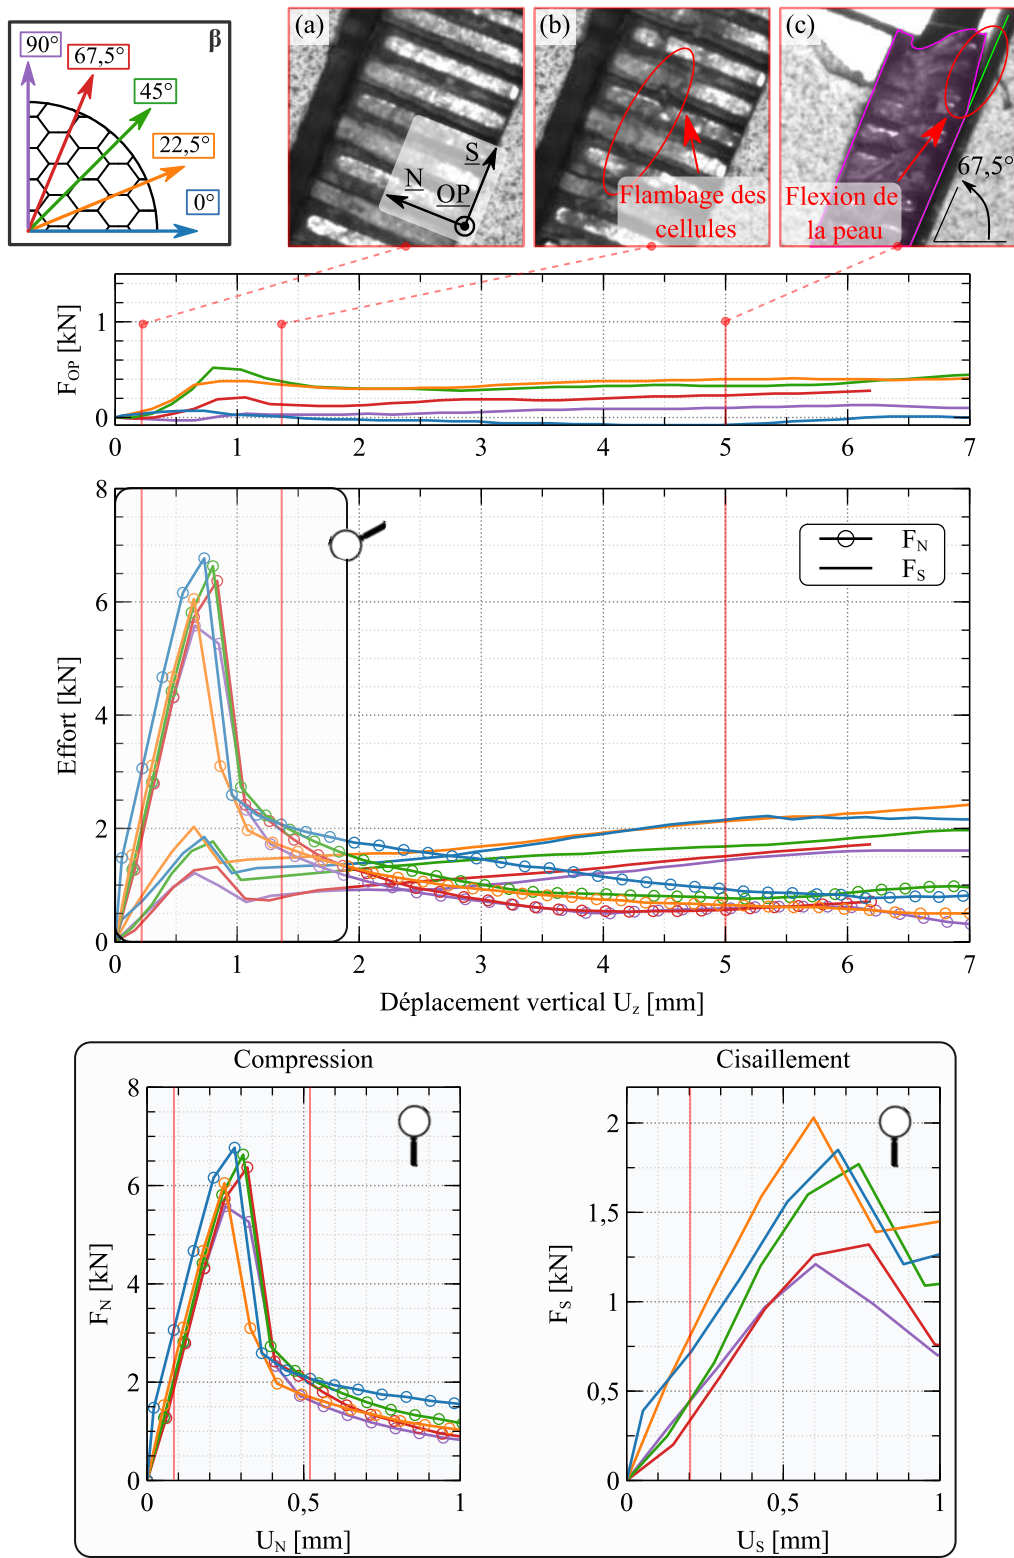 β
90°
67,5°
45°
22,5°
0°
(a)
N
S
OP
(b)
Flambage des
cellules
(c)
Flexion de
la peau
67,5°
F_OP [kN]
1
0
0 1 2 3 4 5 6 7
Effort [kN]
8
6
4
2
0
F_N
F_S
0 1 2 3 4 5 6 7
Déplacement vertical U_z [mm]
Compression
F_N [kN]
8
6
4
2
0
0 0,5 1
U_N [mm]
Cisaillement
F_S [kN]
2
1,5
1
0,5
0
0 0,5 1
U_S [mm]